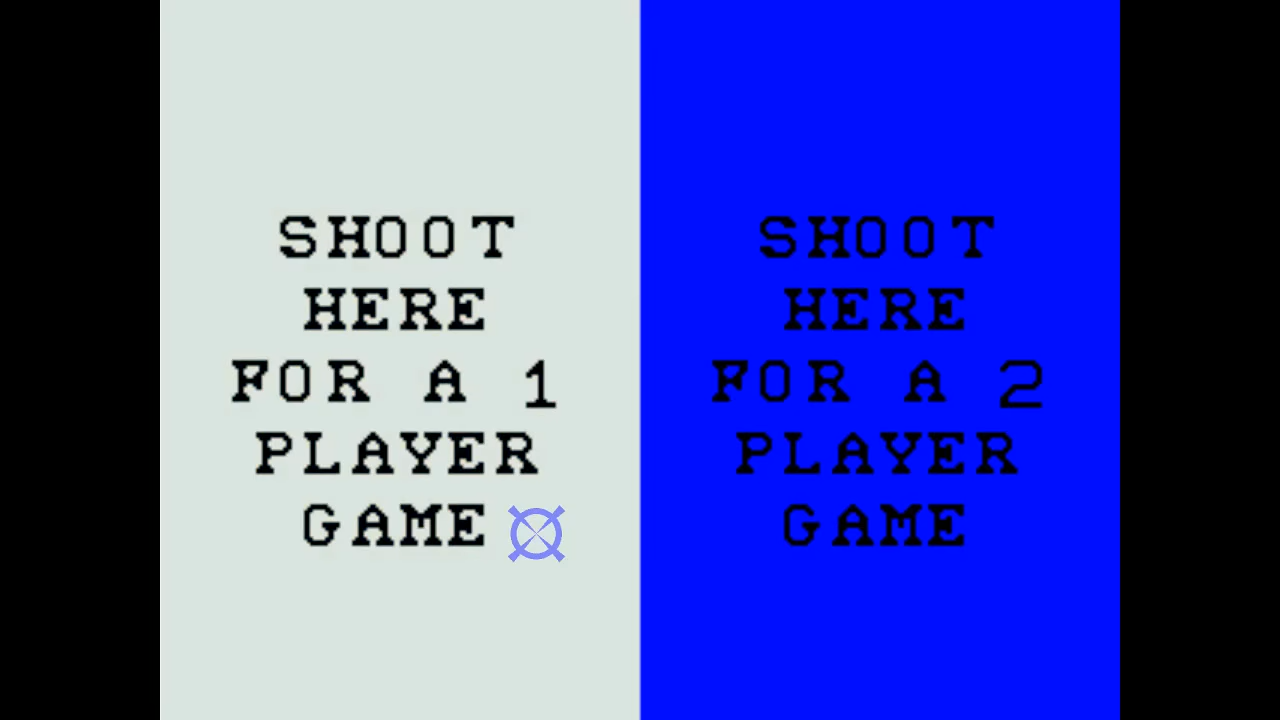 SHOOT
HERE
FOR A 1
PLAYER
GAME
SHOOT
HERE
FOR A 2
PLAYER
GAME